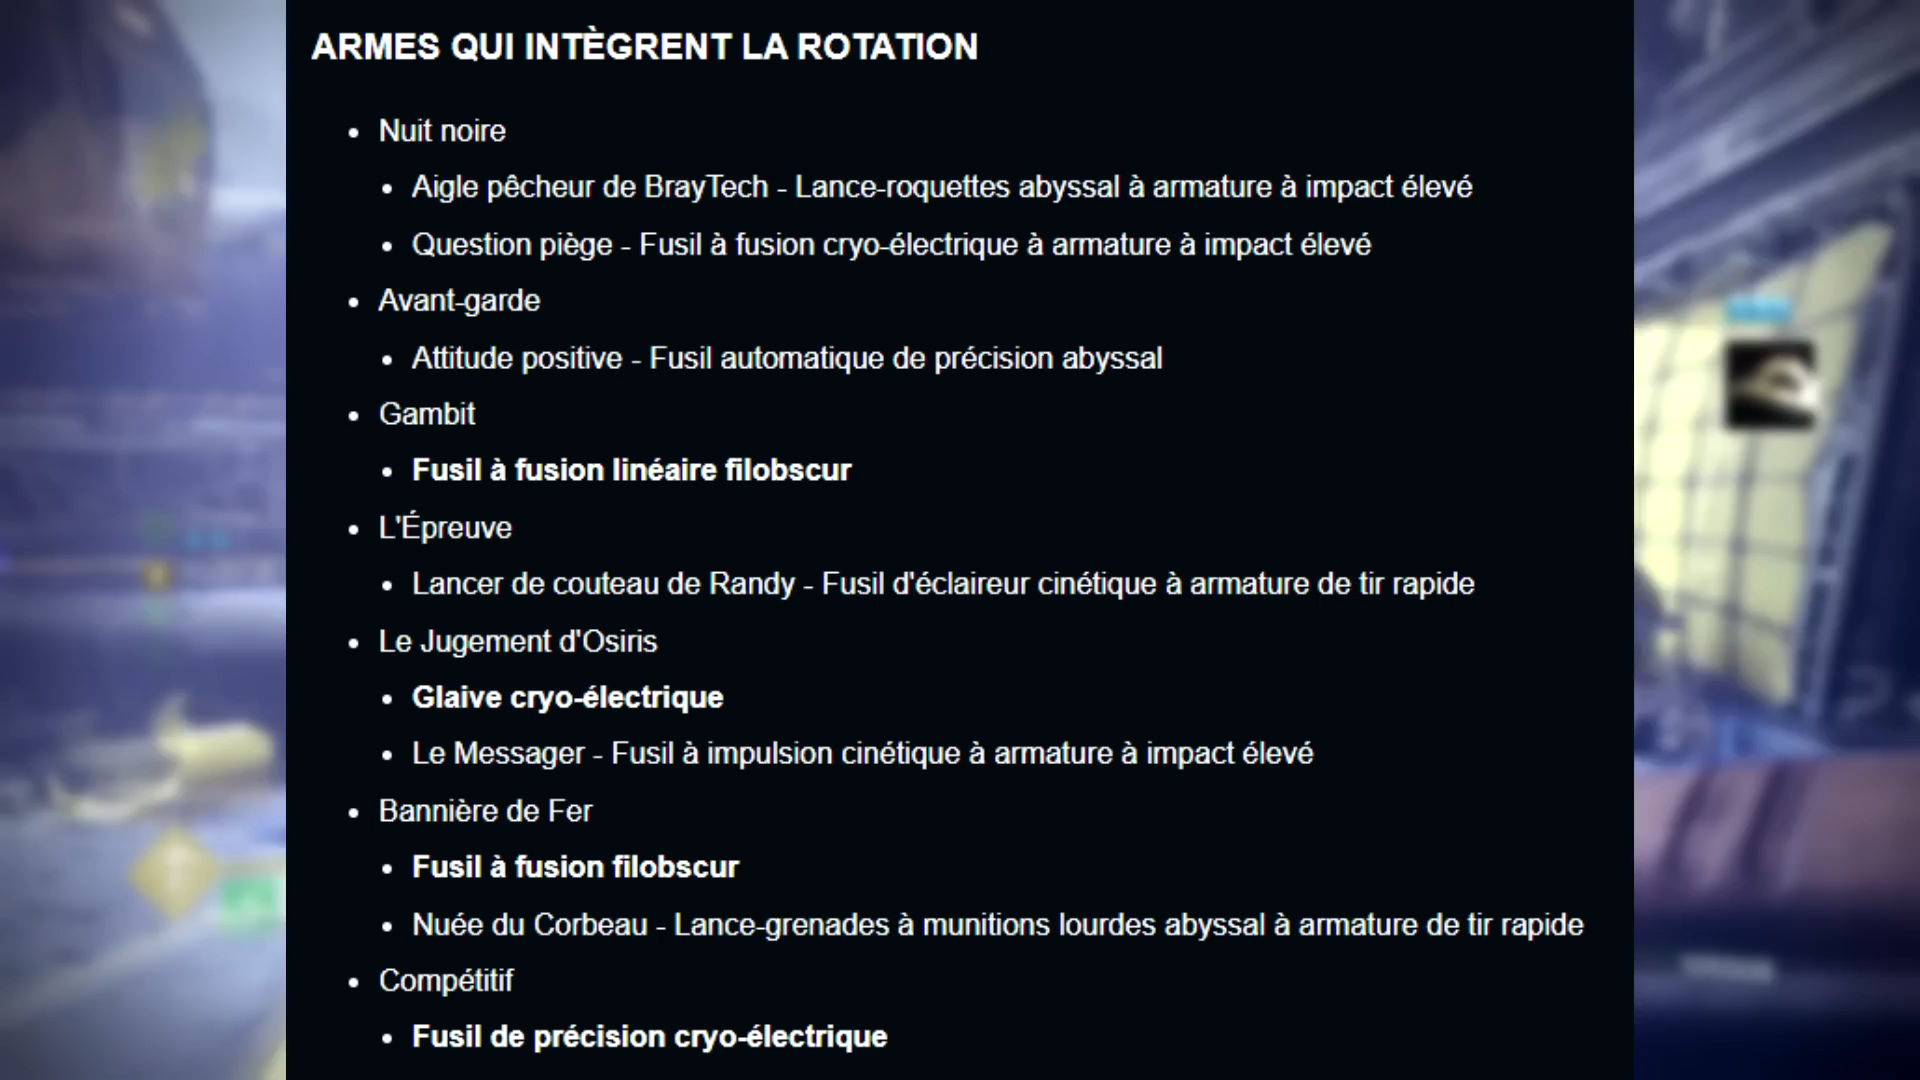 ARMES QUI INTÈGRENT LA ROTATION
Nuit noire
Aigle pêcheur de BrayTech - Lance-roquettes abyssal à armature à impact élevé
Question piège - Fusil à fusion cryo-électrique à armature à impact élevé
Avant-garde
Attitude positive - Fusil automatique de précision abyssal
Gambit
Fusil à fusion linéaire filobscur
L'Épreuve
Lancer de couteau de Randy - Fusil d'éclaireur cinétique à armature de tir rapide
Le Jugement d'Osiris
Glaive cryo-électrique
Le Messager - Fusil à impulsion cinétique à armature à impact élevé
Bannière de Fer
Fusil à fusion filobscur
Nuée du Corbeau - Lance-grenades à munitions lourdes abyssal à armature de tir rapide
Compétitif
Fusil de précision cryo-électrique